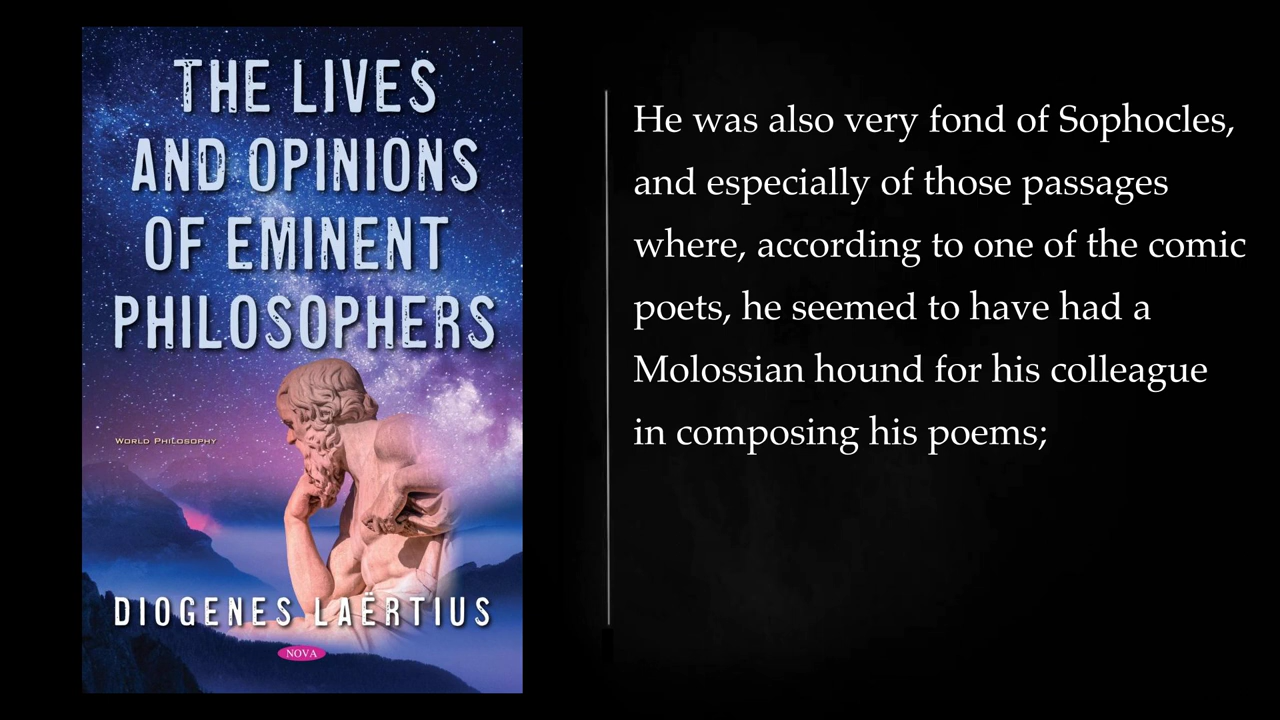 THE LIVES
AND OPINIONS
OF EMINENT
PHILOSOPHERS
WORLD PHILOSOPHY
DIOGENES LAËRTIUS
NOVA
He was also very fond of Sophocles,
and especially of those passages
where, according to one of the comic
poets, he seemed to have had a
Molossian hound for his colleague
in composing his poems;